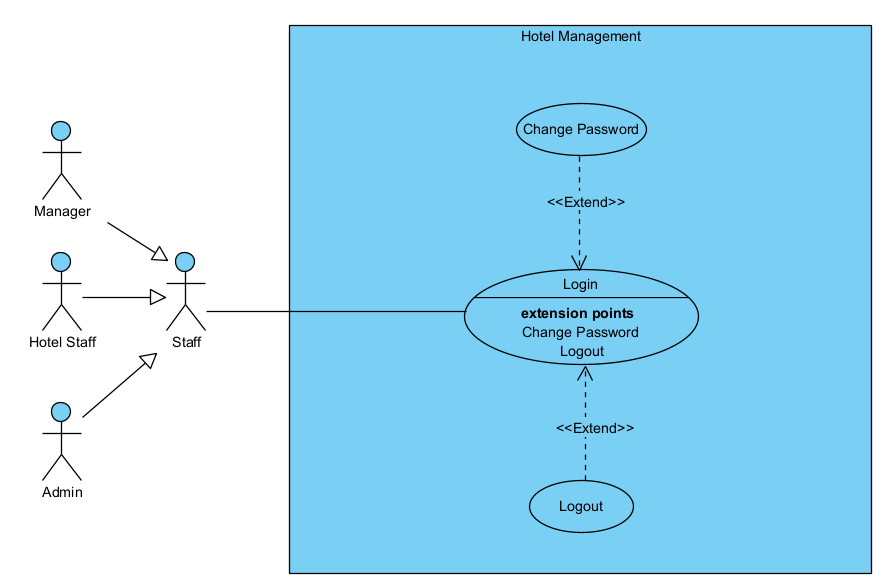 Hotel Management
Change Password
<<Extend>>
Manager
Login
extension points
Change Password
Logout
Hotel Staff
Staff
<<Extend>>
Admin
Logout